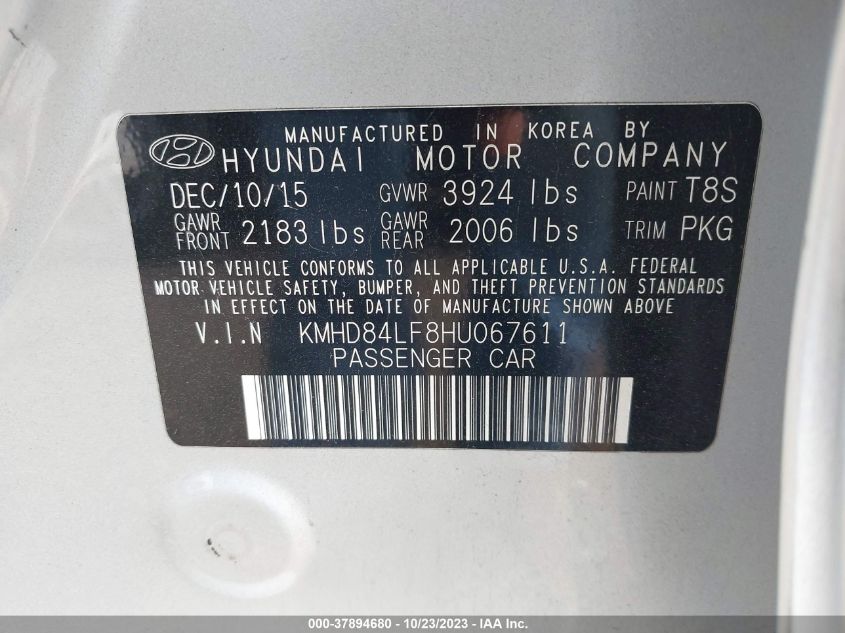 MANUFACTURED IN KOREA BY
HYUNDAI MOTOR COMPANY
DEC/10/15 GVWR 3924 lbs PAINT T8S
GAWR FRONT 2183 lbs GAWR REAR 2006 lbs TRIM PKG
THIS VEHICLE CONFORMS TO ALL APPLICABLE U.S.A. FEDERAL
MOTOR VEHICLE SAFETY, BUMPER, AND THEFT PREVENTION STANDARDS
IN EFFECT ON THE DATE OF MANUFACTURE SHOWN ABOVE
V.I.N KMHD84LF8HU067611
PASSENGER CAR
000-37894680 - 10/23/2023 - IAA Inc.